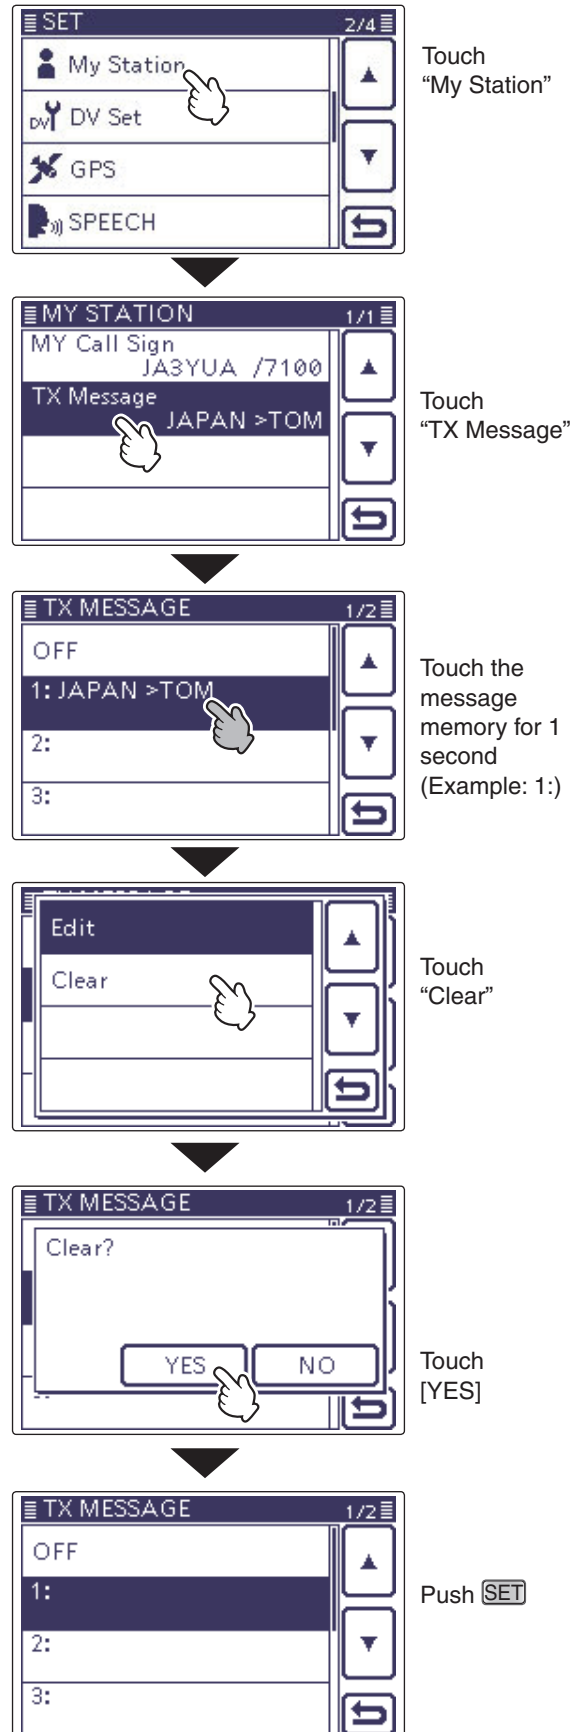 SET 2/4
My Station
DV DV Set
GPS
SPEECH
Touch
“My Station”
MY STATION 1/1
MY Call Sign
JA3YUA /7100
TX Message
JAPAN >TOM
Touch
“TX Message”
TX MESSAGE 1/2
OFF
1: JAPAN >TOM
2:
3:
Touch the
message
memory for 1
second
(Example: 1:)
Edit
Clear
Touch
“Clear”
TX MESSAGE 1/2
Clear?
YES NO
Touch
[YES]
TX MESSAGE 1/2
OFF
1:
2:
3:
Push SET